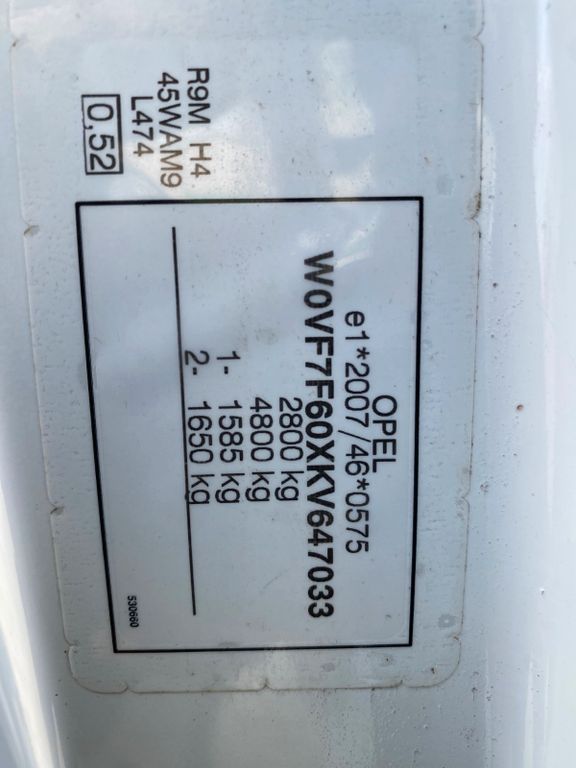 OPEL
e1*2007/46*0575
W0VF7F60XKV647033
2800 kg
4800 kg
1- 1585 kg
2- 1650 kg
530660
R9M H4
45WAM9
L474
0,52